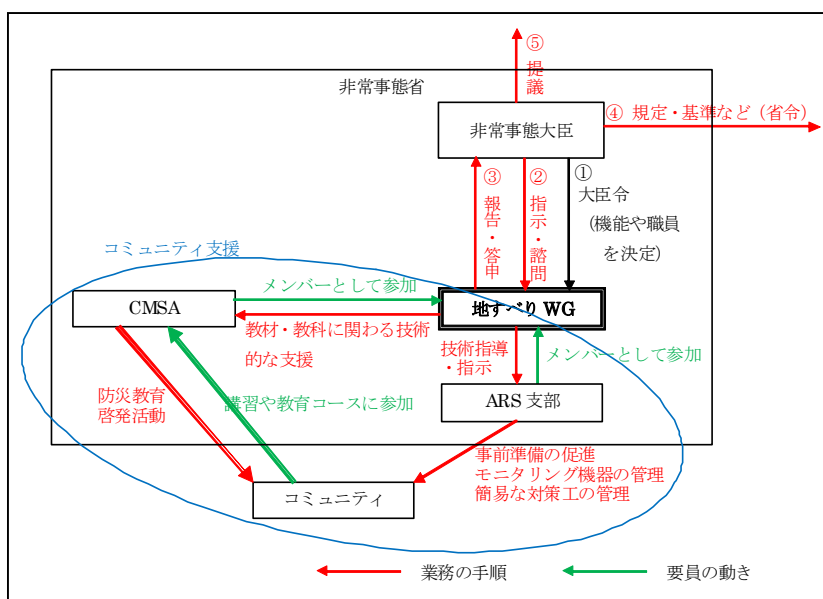 ⑤
提
議
非常事態省
非常事態大臣
④ 規定・基準など（省令）
③
報
告
・
答
申
②
指
示
・
諮
問
①
大臣令
（機能や職員
を決定）
コミュニティ支援
メンバーとして参加
CMSA
地すべり WG
教材・教科に関わる技術
的な支援
技術指導
・指示
メンバーとして参加
防災教育
啓発活動
講習や教育コースに参加
ARS 支部
事前準備の促進
モニタリング機器の管理
簡易な対策工の管理
コミュニティ
業務の手順
要員の動き